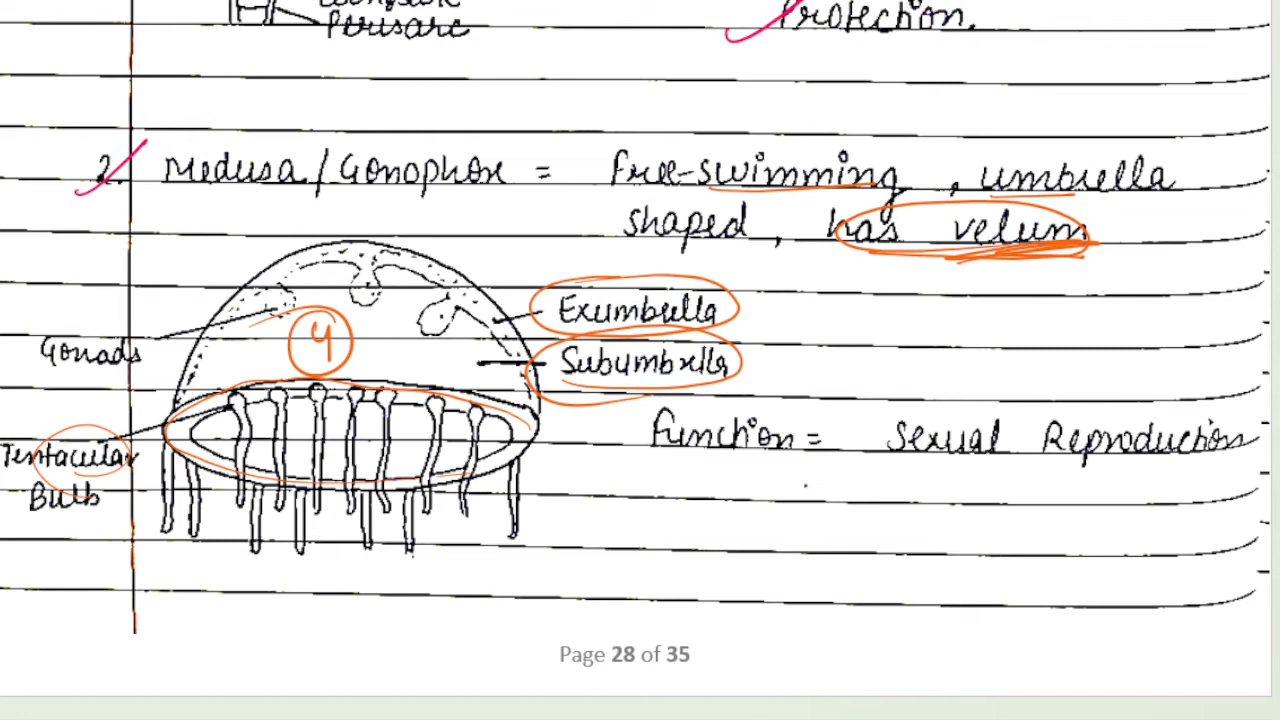 Perisarc
Protection.
2. Medusa/Gonophore = Free-swimming, umbrella
shaped, has velum
Exumbrella
Gonads
4
Subumbrella
Function = Sexual Reproduction
Tentacular
Bulb
Page 28 of 35